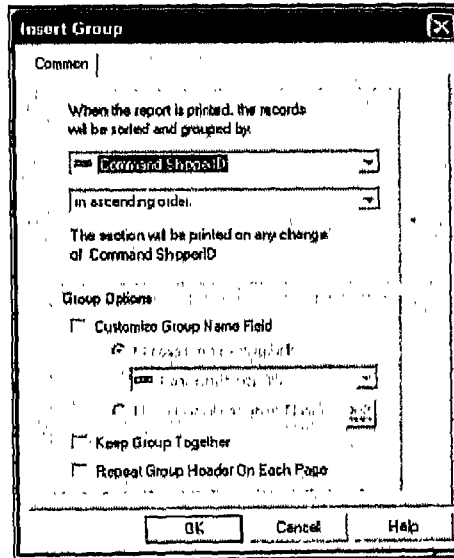 Insert Group
Common
When the report is printed, the records
will be sorted and grouped by
Command ShpperID
in ascending order.
The section will be printed on any change
of Command ShpperID
Group Options
Customize Group Name Field
Keep Group Together
Repeat Group Header On Each Page
OK Cancel Help